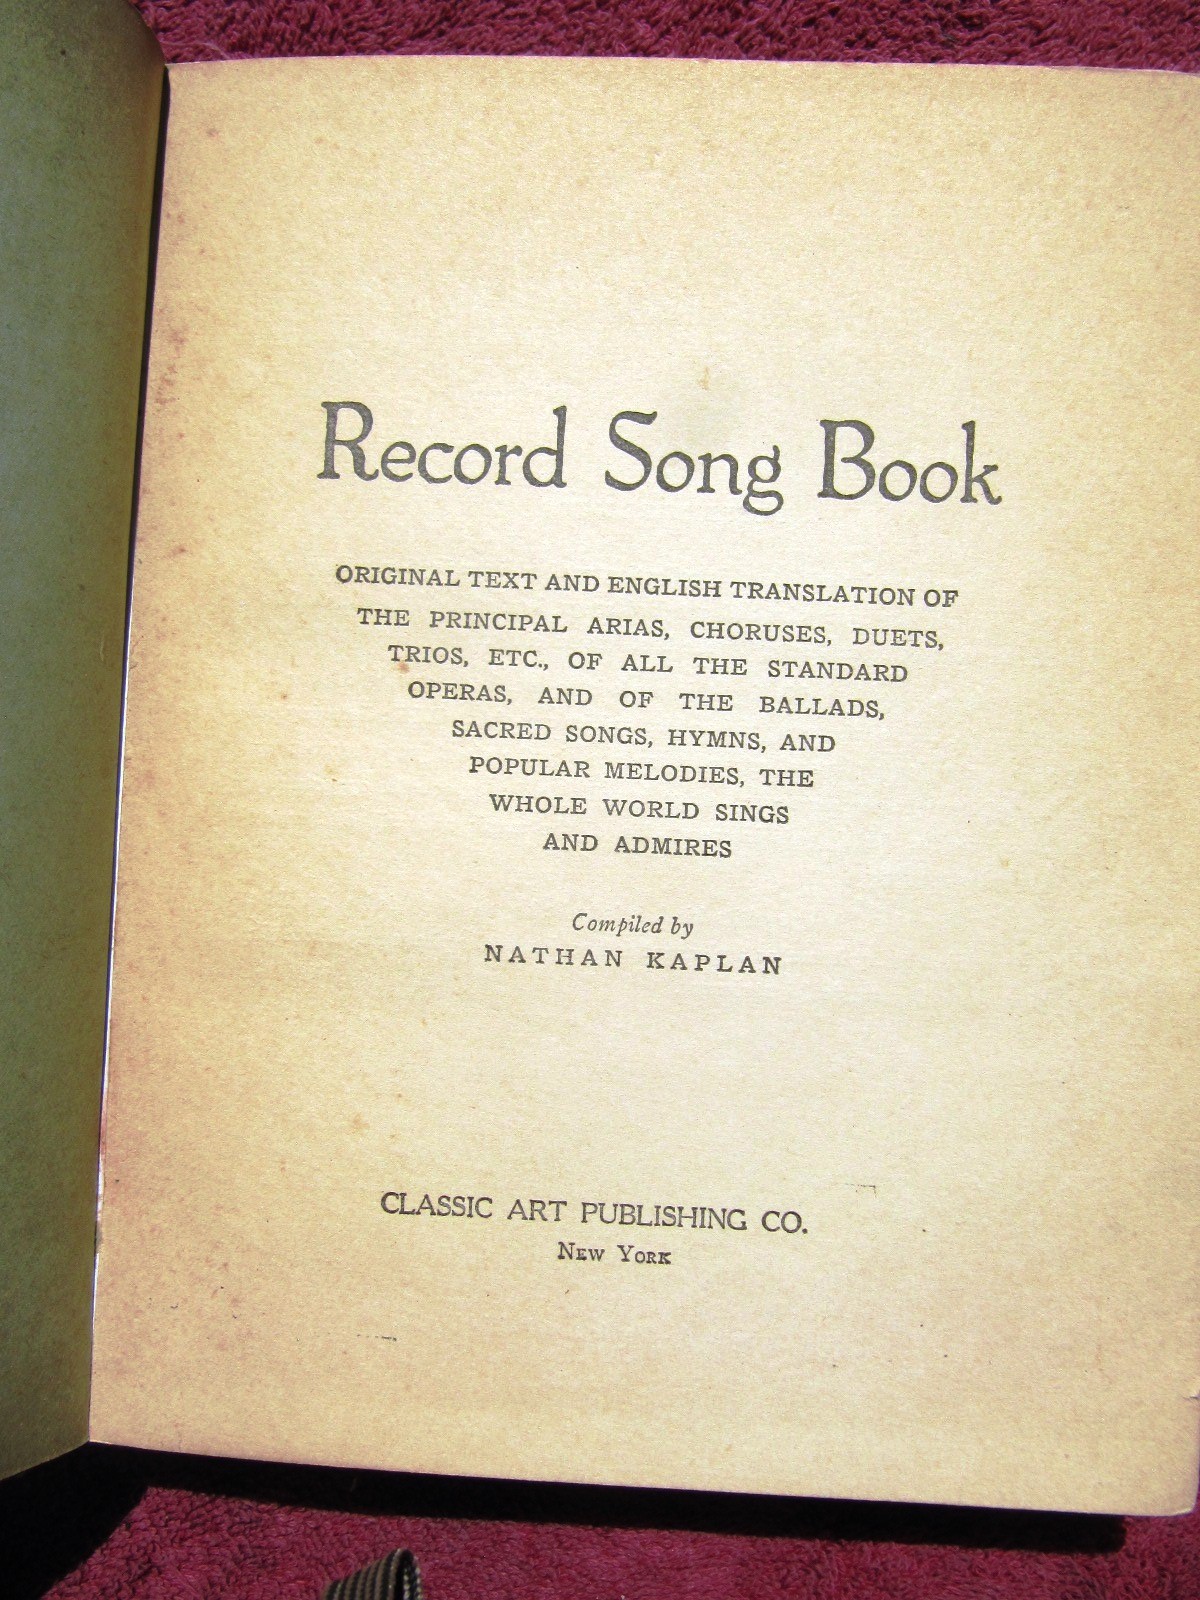 Record Song Book
ORIGINAL TEXT AND ENGLISH TRANSLATION OF
THE PRINCIPAL ARIAS, CHORUSES, DUETS,
TRIOS, ETC., OF ALL THE STANDARD
OPERAS, AND OF THE BALLADS,
SACRED SONGS, HYMNS, AND
POPULAR MELODIES, THE
WHOLE WORLD SINGS
AND ADMIRES
Compiled by
NATHAN KAPLAN
CLASSIC ART PUBLISHING CO.
NEW YORK